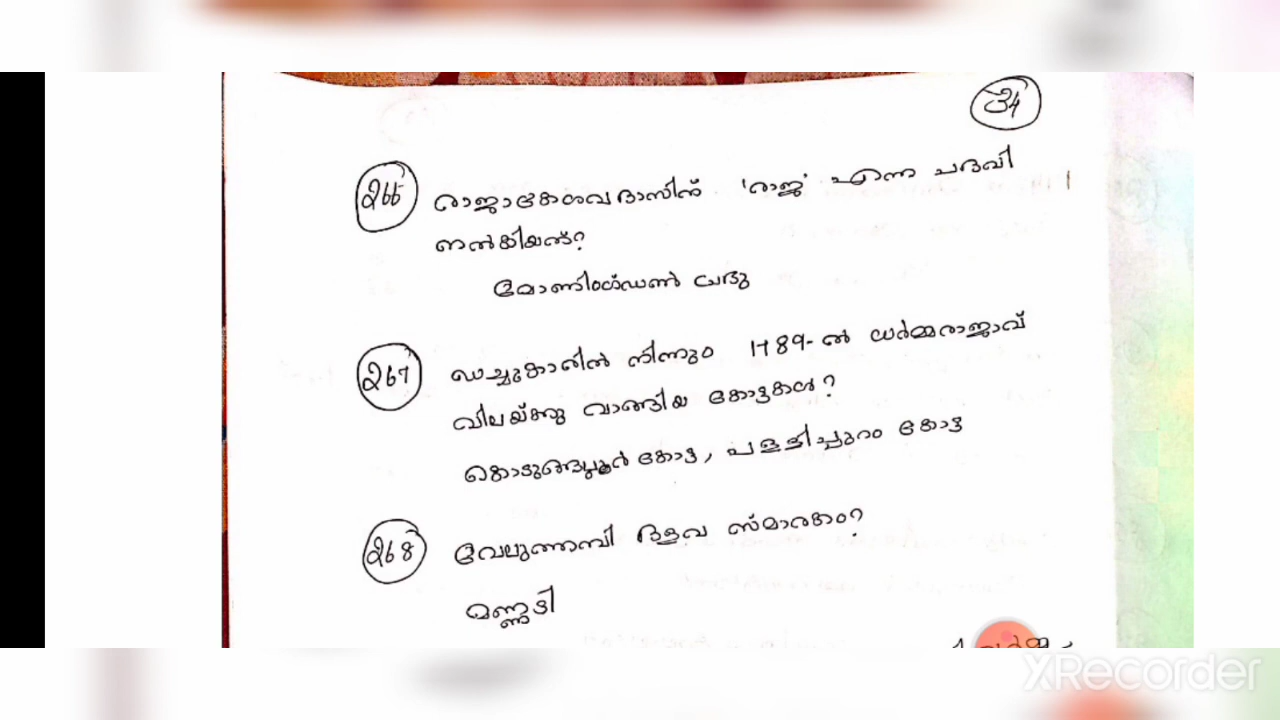 34
266 രാജാകേശവദാസിന് 'രാജ' എന്ന പദവി
നൽകിയത്?
മോണിംഗ്ടൺ പ്രഭു
267 ഡച്ചുകാരിൽ നിന്നും 1789-ൽ ധർമ്മരാജാവ്
വിലയ്ക്കു വാങ്ങിയ കോട്ടകൾ?
കൊടുങ്ങല്ലൂർ കോട്ട, പള്ളിപ്പുറം കോട്ട
268 വേലുത്തമ്പി ദളവ സ്മാരകം?
മണ്ണടി
XRecorder